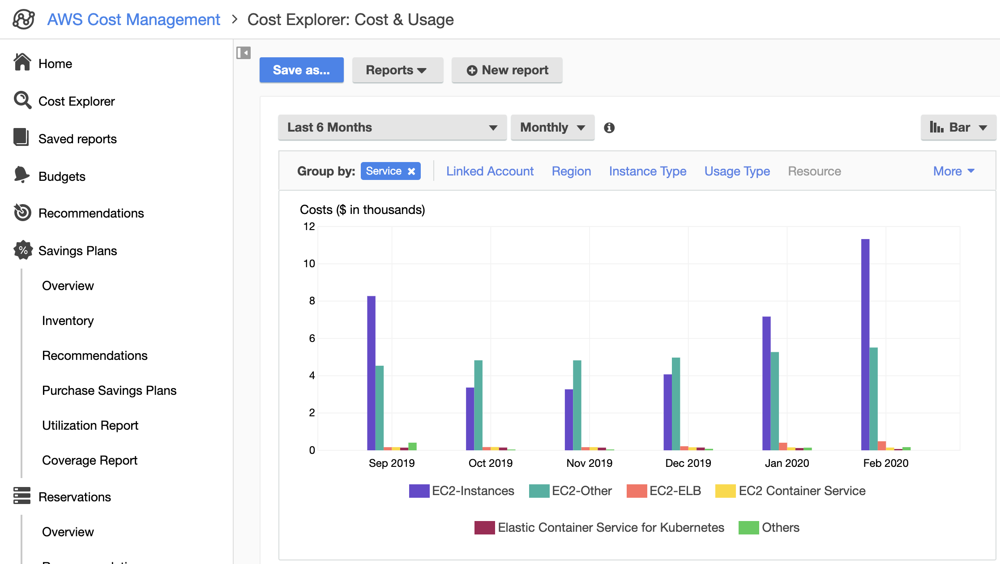 AWS Cost Management > Cost Explorer: Cost & Usage
Home
Cost Explorer
Saved reports
Budgets
Recommendations
% Savings Plans
Overview
Inventory
Recommendations
Purchase Savings Plans
Utilization Report
Coverage Report
Reservations
Overview
Save as... Reports New report
Last 6 Months Monthly Bar
Group by: Service Linked Account Region Instance Type Usage Type Resource More
Costs ($ in thousands)
12
10
8
6
4
2
0
Sep 2019 Oct 2019 Nov 2019 Dec 2019 Jan 2020 Feb 2020
EC2-Instances EC2-Other EC2-ELB EC2 Container Service
Elastic Container Service for Kubernetes Others